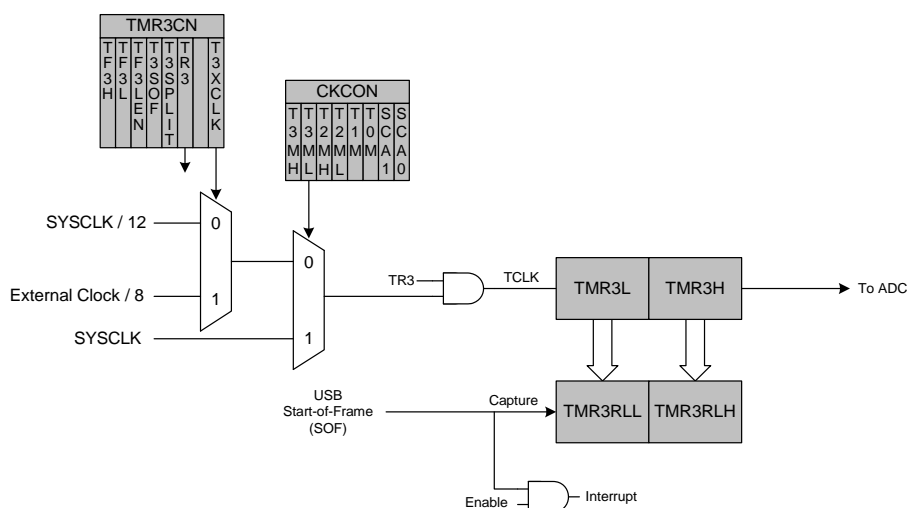 TMR3CN
TF3H
TF3L
TF3LEN
T3SOF
T3SPLIT
TR3
T3XCLK
CKCON
T3MH
T3ML
T2MH
T2ML
T1M
T0M
SCA1
SCA0
SYSCLK / 12
0
External Clock / 8
1
SYSCLK
0
1
TR3
TCLK
TMR3L
TMR3H
To ADC
USB
Start-of-Frame
(SOF)
Capture
TMR3RLL
TMR3RLH
Enable
Interrupt